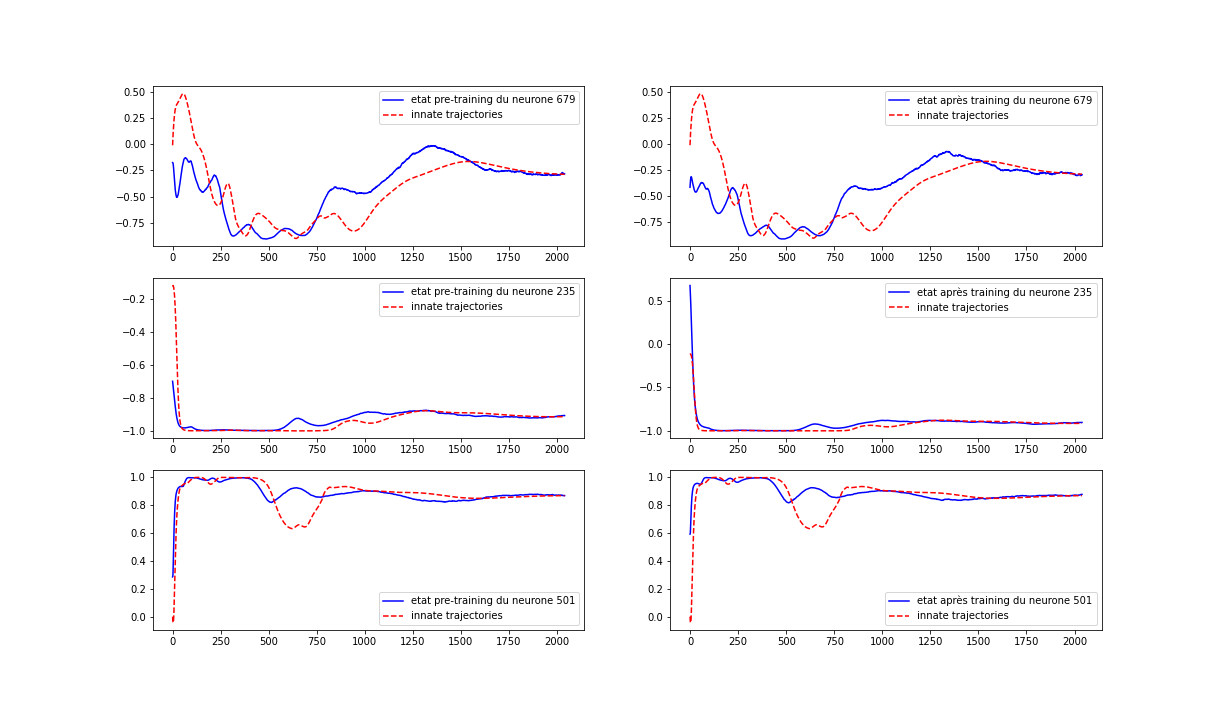 0.50
0.25
0.00
−0.25
−0.50
−0.75
0 250 500 750 1000 1250 1500 1750 2000
etat pre-training du neurone 679
innate trajectories
0.50
0.25
0.00
−0.25
−0.50
−0.75
0 250 500 750 1000 1250 1500 1750 2000
etat après training du neurone 679
innate trajectories
−0.2
−0.4
−0.6
−0.8
−1.0
0 250 500 750 1000 1250 1500 1750 2000
etat pre-training du neurone 235
innate trajectories
0.5
0.0
−0.5
−1.0
0 250 500 750 1000 1250 1500 1750 2000
etat après training du neurone 235
innate trajectories
1.0
0.8
0.6
0.4
0.2
0.0
0 250 500 750 1000 1250 1500 1750 2000
etat pre-training du neurone 501
innate trajectories
1.0
0.8
0.6
0.4
0.2
0.0
0 250 500 750 1000 1250 1500 1750 2000
etat après training du neurone 501
innate trajectories